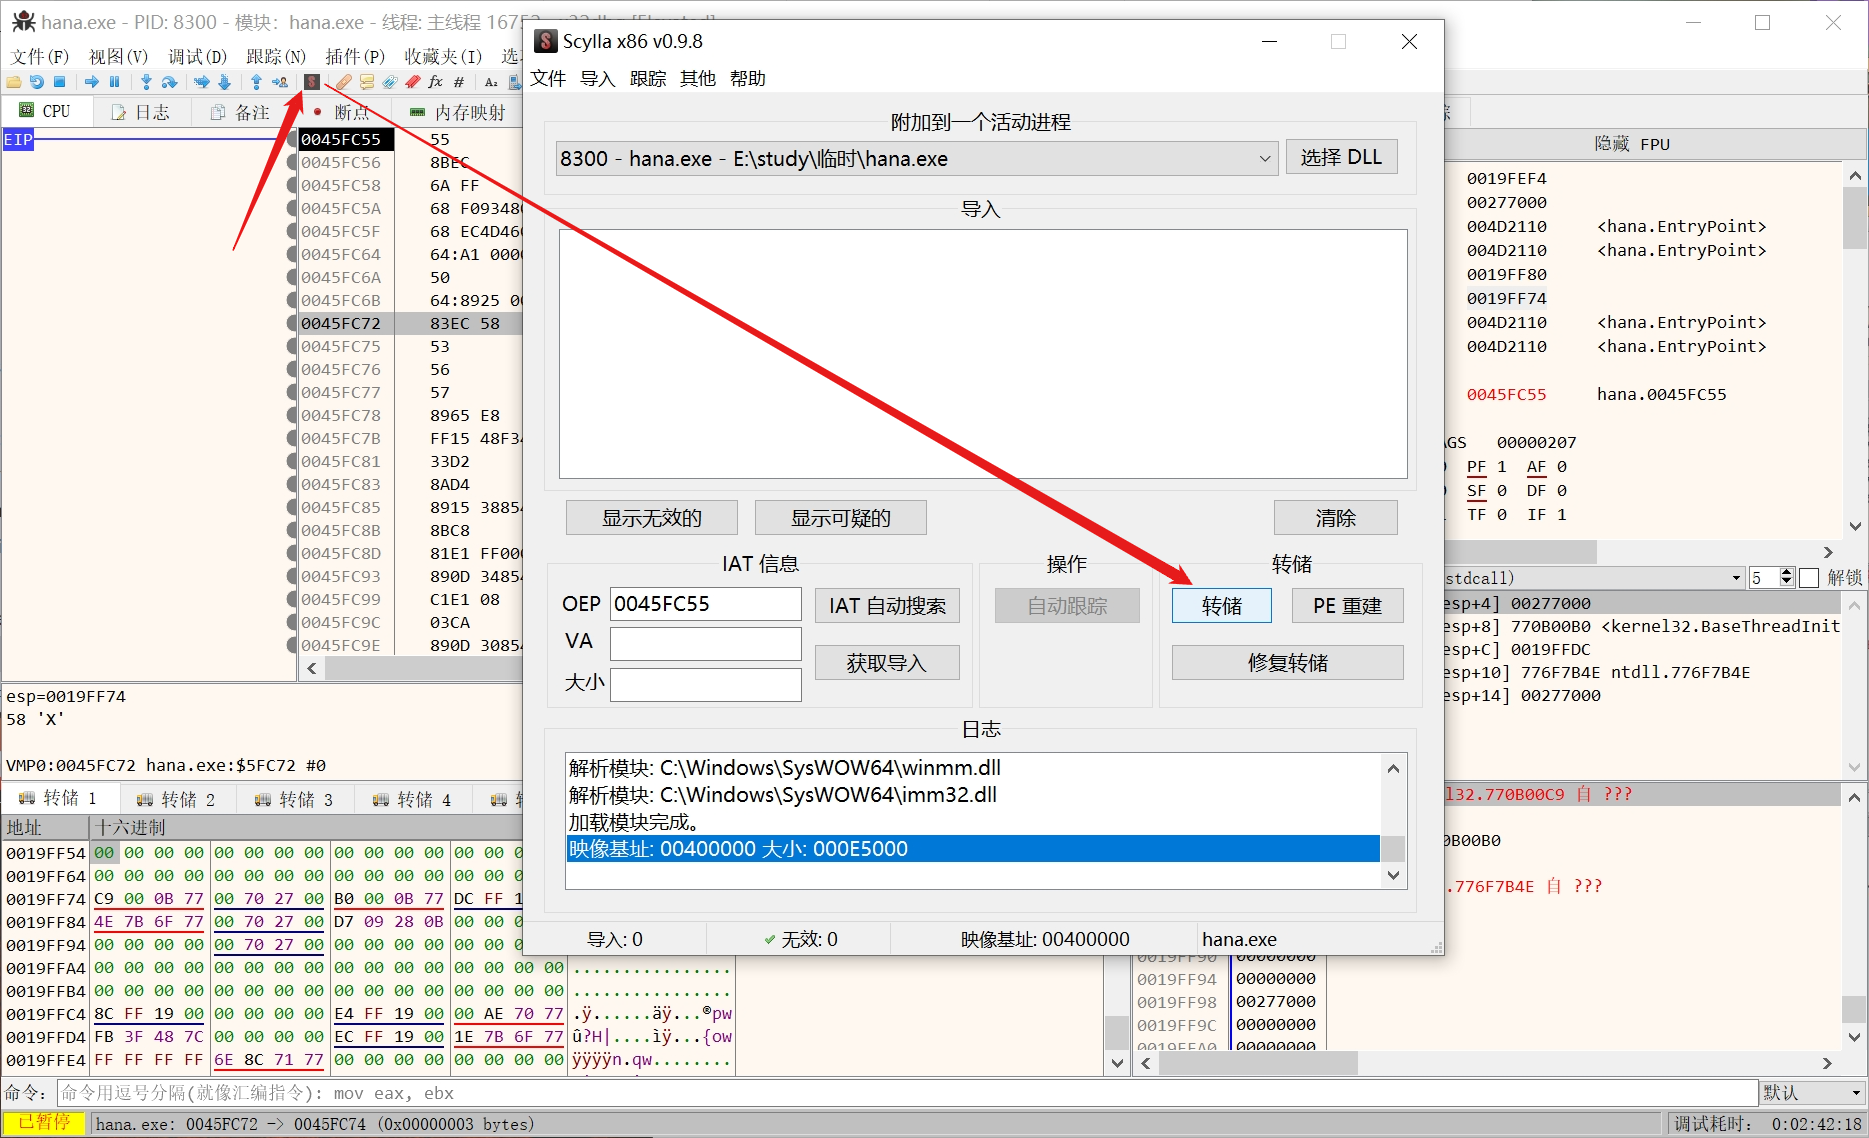 hana.exe - PID: 8300 - 模块: hana.exe - 线程: 主线程 1675
文件(F) 视图(V) 调试(D) 跟踪(N) 插件(P) 收藏夹(I)
CPU 日志 备注 断点 内存映射
EIP
0045FC55 55
0045FC56 8BEC
0045FC58 6A FF
0045FC5A 68 F09348
0045FC5F 68 EC4D46
0045FC64 64:A1 0000
0045FC6A 50
0045FC6B 64:8925 0
0045FC72 83EC 58
0045FC75 53
0045FC76 56
0045FC77 57
0045FC78 8965 E8
0045FC7B FF15 48F34
0045FC81 33D2
0045FC83 8AD4
0045FC85 8915 38854
0045FC8B 8BC8
0045FC8D 81E1 FF000
0045FC93 890D 34854
0045FC99 C1E1 08
0045FC9C 03CA
0045FC9E 890D 30854
esp=0019FF74
58 'X'
VMP0:0045FC72 hana.exe:$5FC72 #0
Scylla x86 v0.9.8
文件 导入 跟踪 其他 帮助
附加到一个活动进程
8300 - hana.exe - E:\study\临时\hana.exe
选择 DLL
导入
显示无效的 显示可疑的 清除
IAT 信息 操作 转储
OEP 0045FC55 IAT 自动搜索 自动跟踪 转储 PE 重建
VA
获取导入 修复转储
大小
日志
解析模块: C:\Windows\SysWOW64\winmm.dll
解析模块: C:\Windows\SysWOW64\imm32.dll
加载模块完成。
映像基址: 00400000 大小: 000E5000
导入: 0 无效: 0 映像基址: 00400000 hana.exe
隐藏 FPU
0019FEF4
00277000
004D2110 <hana.EntryPoint>
004D2110 <hana.EntryPoint>
0019FF80
0019FF74
004D2110 <hana.EntryPoint>
004D2110 <hana.EntryPoint>
0045FC55 hana.0045FC55
GS 00000207
PF 1 AF 0
SF 0 DF 0
TF 0 IF 1
stdcall) 5 解锁
esp+4] 00277000
esp+8] 770B00B0 <kernel32.BaseThreadInit
esp+C] 0019FFDC
esp+10] 776F7B4E ntdll.776F7B4E
esp+14] 00277000
l32.770B00C9 自 ???
0B00B0
.776F7B4E 自 ???
转储 1 转储 2 转储 3 转储 4
地址 十六进制
0019FF54 00 00 00 00 00 00 00 00 00 00 00 00 00 00 0
0019FF64 00 00 00 00 00 00 00 00 00 00 00 00 00 00 0
0019FF74 C9 00 0B 77 00 70 27 00 B0 00 0B 77 DC FF 1
0019FF84 4E 7B 6F 77 00 70 27 00 D7 09 28 0B 00 00 0
0019FF94 00 00 00 00 00 70 27 00 00 00 00 00 00 00 0
0019FFA4 00 00 00 00 00 00 00 00 00 00 00 00 00 00 00 00 ................
0019FFB4 00 00 00 00 00 00 00 00 00 00 00 00 00 00 00 00 ................
0019FFC4 8C FF 19 00 00 00 00 00 E4 FF 19 00 00 AE 70 77 .ÿ......äÿ...®pw
0019FFD4 FB 3F 48 7C 00 00 00 00 EC FF 19 00 1E 7B 6F 77 û?H|....ìÿ...{ow
0019FFE4 FF FF FF FF 6E 8C 71 77 00 00 00 00 00 00 00 00 ÿÿÿÿn.qw........
0019FF90 00000000
0019FF94 00000000
0019FF98 00277000
0019FF9C 00000000
0019FFA0 00000000
命令: 命令用逗号分隔(就像汇编指令): mov eax, ebx 默认
已暂停 hana.exe: 0045FC72 -> 0045FC74 (0x00000003 bytes) 调试耗时: 0:02:42:18